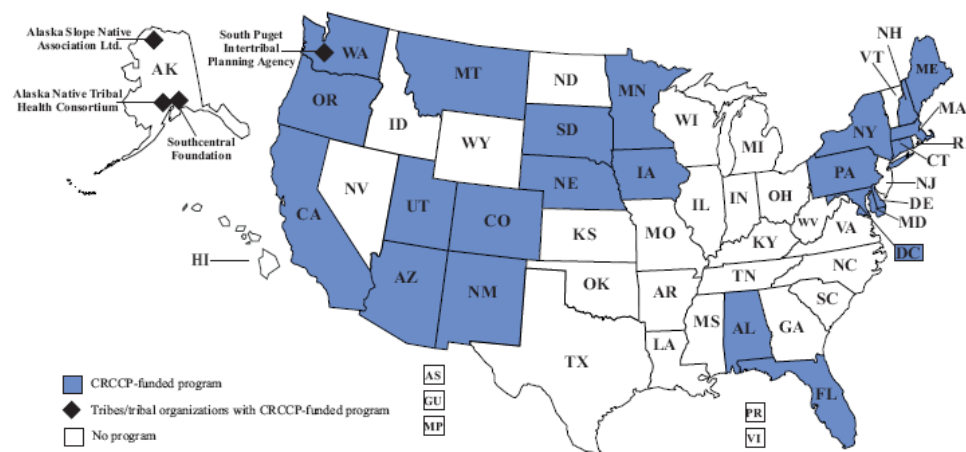 Alaska Slope Native
Association Ltd.
AK
Alaska Native Tribal
Health Consortium
Southcentral
Foundation
South Puget
Intertribal
Planning Agency
WA
OR
CA
ID
NV
MT
WY
UT
AZ
CO
NM
ND
SD
NE
KS
OK
TX
MN
IA
MO
AR
LA
WI
IL
MI
IN
OH
KY
TN
MS
AL
GA
FL
SC
NC
VA
WV
PA
NY
VT
NH
ME
MA
R
CT
NJ
DE
MD
DC
HI
AS
GU
MP
PR
VI
CRCCP-funded program
Tribes/tribal organizations with CRCCP-funded program
No program